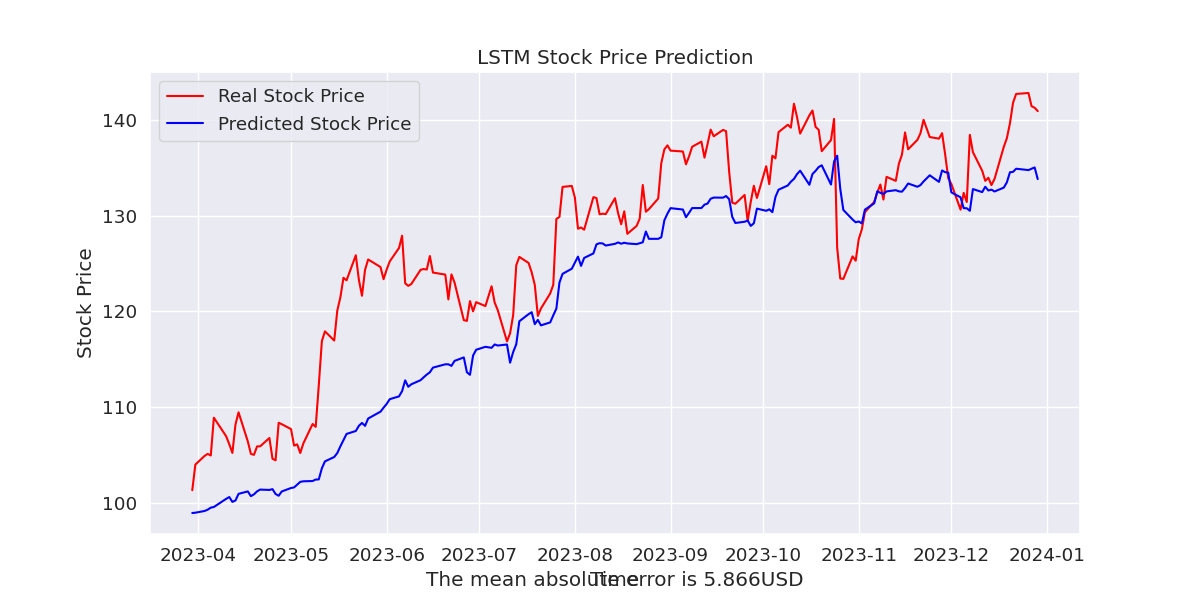 LSTM Stock Price Prediction
Real Stock Price
Predicted Stock Price
Stock Price
140
130
120
110
100
2023-04 2023-05 2023-06 2023-07 2023-08 2023-09 2023-10 2023-11 2023-12 2024-01
Time
The mean absolute error is 5.866USD